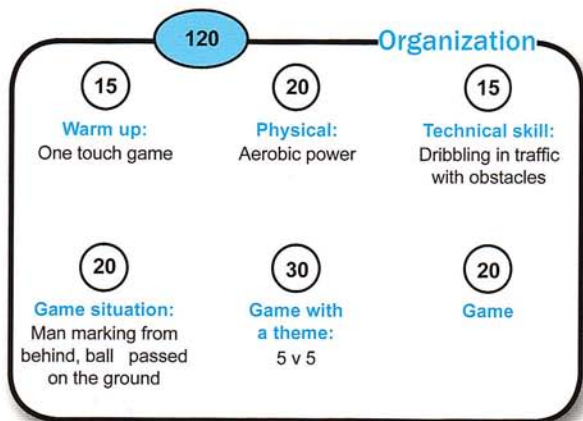 120
Organization
15
Warm up:
One touch game
20
Physical:
Aerobic power
15
Technical skill:
Dribbling in traffic
with obstacles
20
Game situation:
Man marking from
behind, ball passed
on the ground
30
Game with
a theme:
5 v 5
20
Game